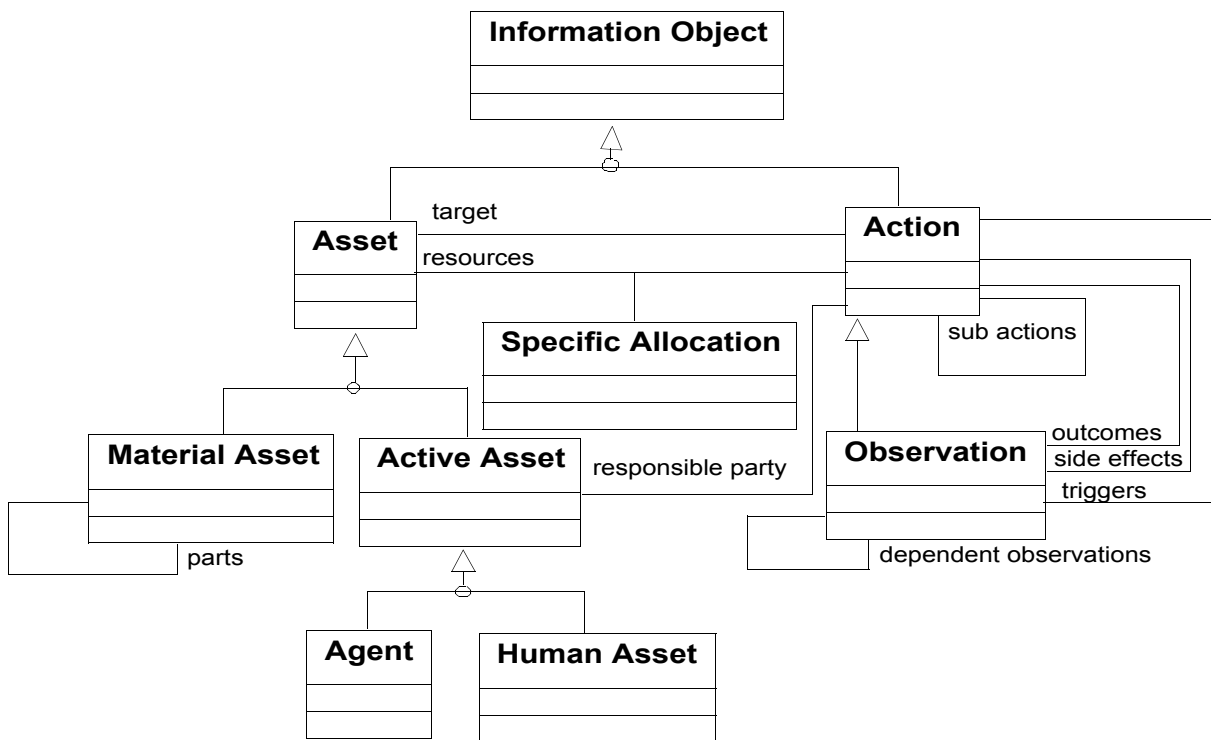 Information Object
target
Asset
Action
resources
sub actions
Specific Allocation
Material Asset
Active Asset
responsible party
Observation
outcomes
side effects
triggers
parts
dependent observations
Agent
Human Asset